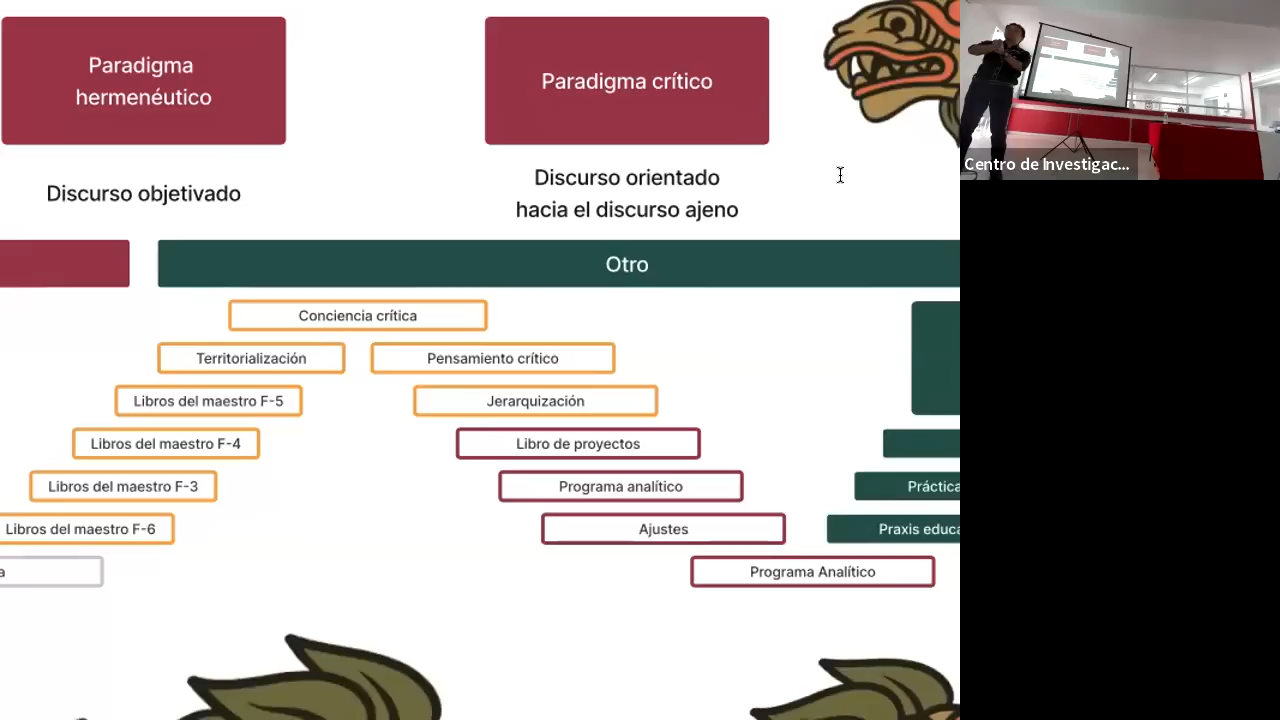 Paradigma
hermenéutico
Paradigma crítico
Centro de Investigac...
Discurso objetivado
Discurso orientado
hacia el discurso ajeno
Otro
Conciencia crítica
Territorialización
Pensamiento crítico
Libros del maestro F-5
Jerarquización
Libros del maestro F-4
Libro de proyectos
Libros del maestro F-3
Programa analítico
Práctica
Libros del maestro F-6
Ajustes
Praxis educa
a
Programa Analítico